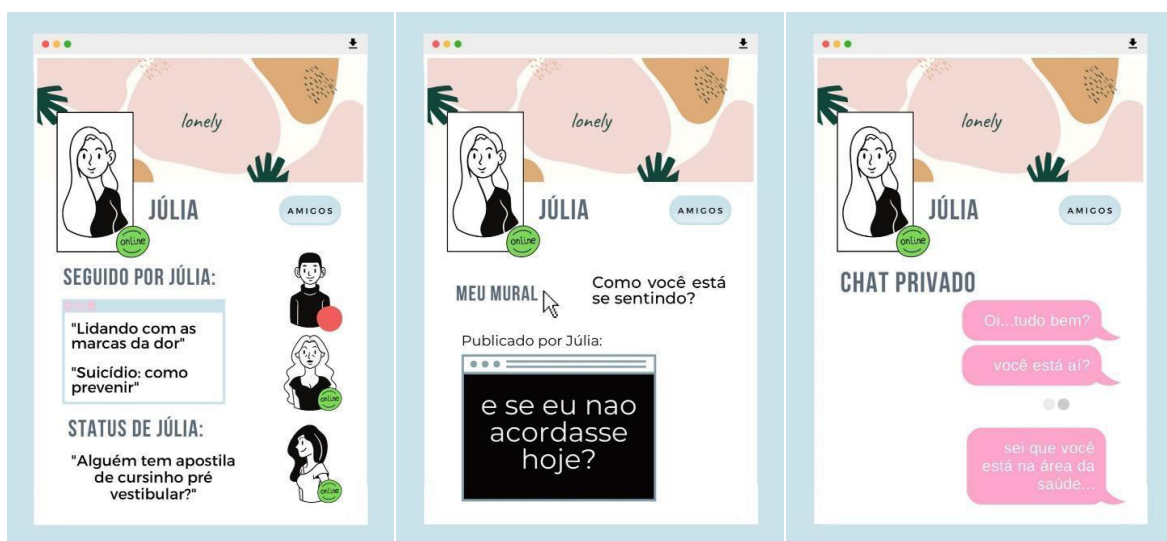 lonely
online
JÚLIA
AMIGOS
SEGUIDO POR JÚLIA:
"Lidando com as
marcas da dor"
"Suicídio: como
prevenir"
online
STATUS DE JÚLIA:
"Alguém tem apostila
de cursinho pré
vestibular?"
online
lonely
online
JÚLIA
AMIGOS
MEU MURAL
Como você está
se sentindo?
Publicado por Júlia:
e se eu nao
acordasse
hoje?
lonely
online
JÚLIA
AMIGOS
CHAT PRIVADO
Oi...tudo bem?
você está aí?
sei que você
está na área da
saúde...